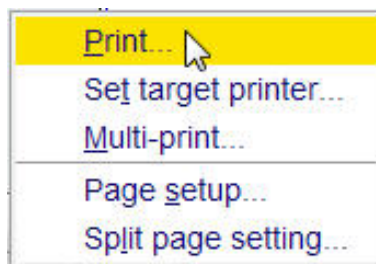 Print...
Set target printer...
Multi-print...
Page setup...
Split page setting...